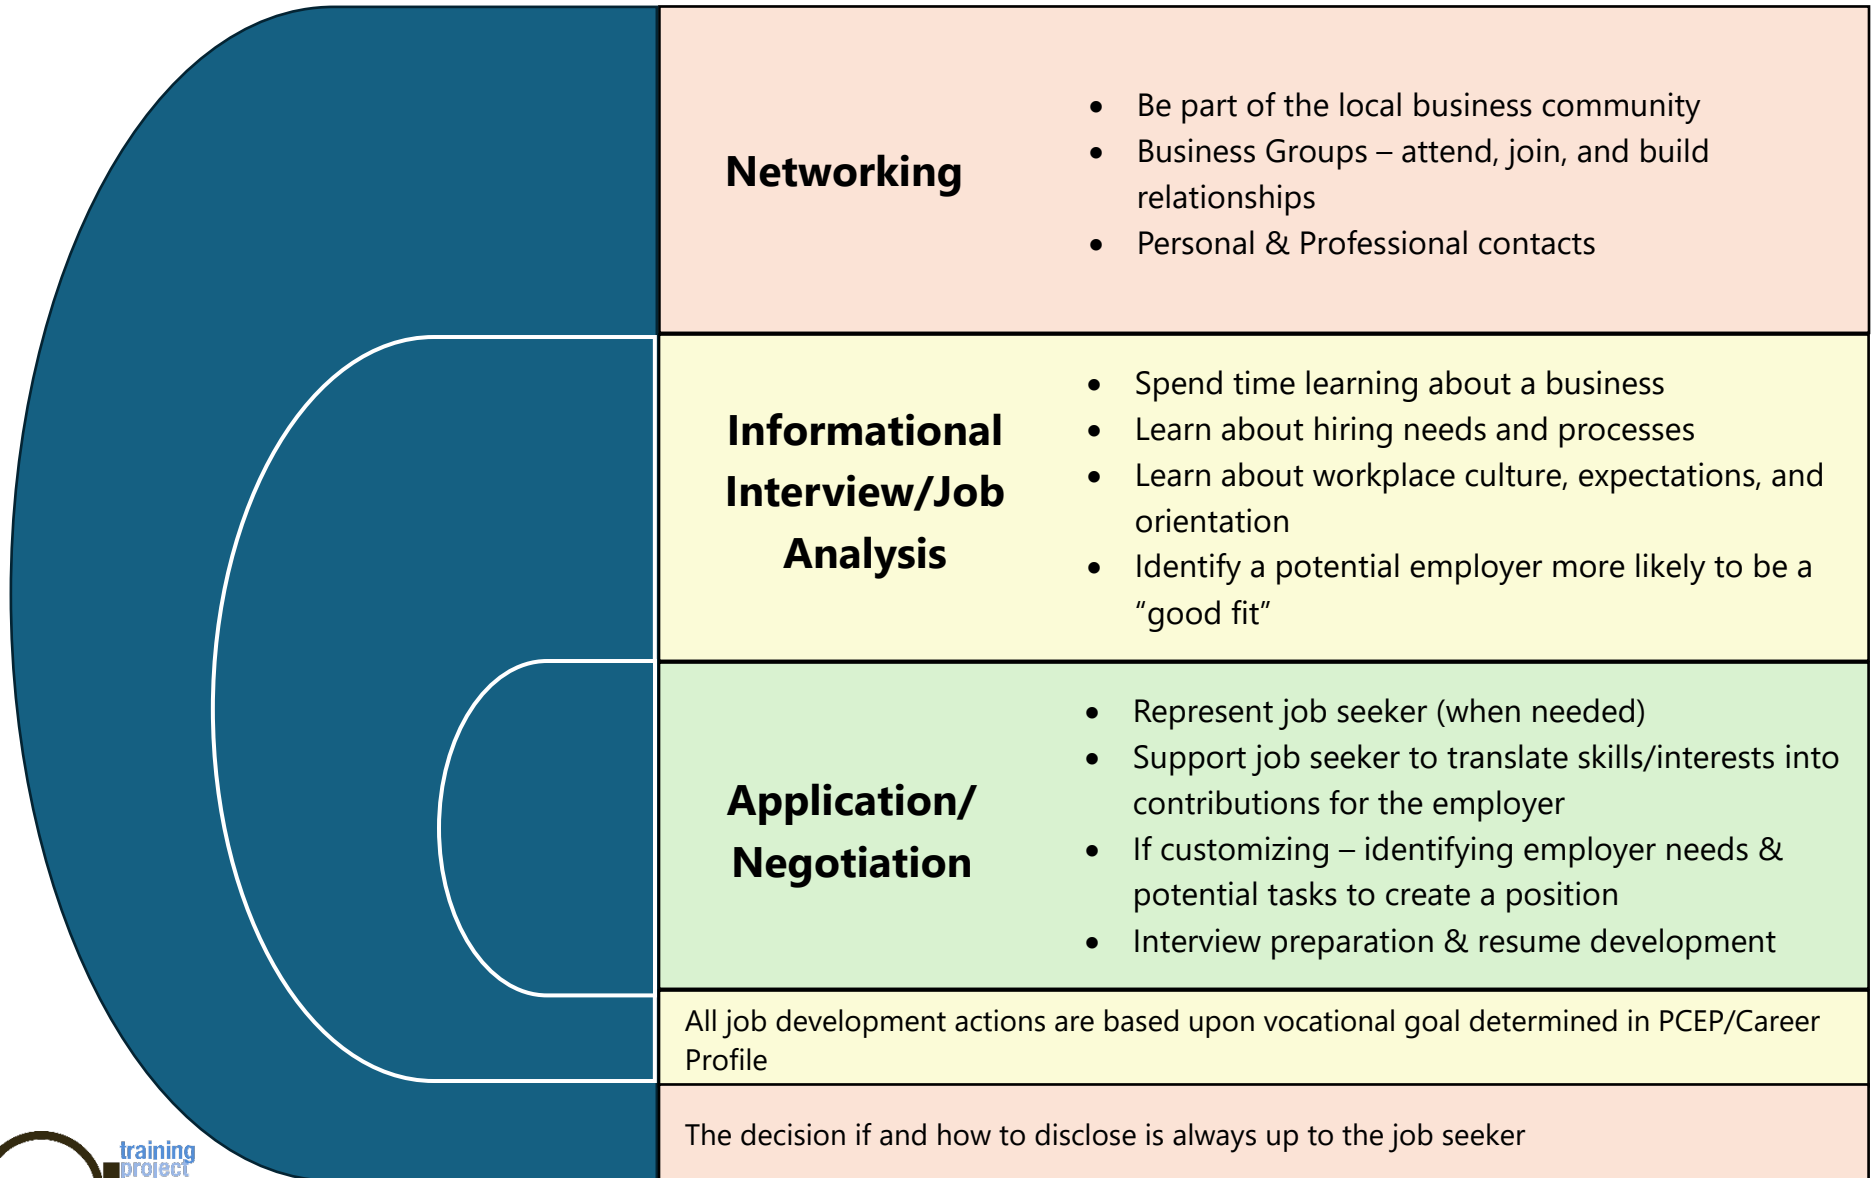 Networking
• Be part of the local business community
• Business Groups – attend, join, and build
relationships
• Personal & Professional contacts
Informational
Interview/Job
Analysis
• Spend time learning about a business
• Learn about hiring needs and processes
• Learn about workplace culture, expectations, and
orientation
• Identify a potential employer more likely to be a
“good fit”
Application/
Negotiation
• Represent job seeker (when needed)
• Support job seeker to translate skills/interests into
contributions for the employer
• If customizing – identifying employer needs &
potential tasks to create a position
• Interview preparation & resume development
All job development actions are based upon vocational goal determined in PCEP/Career
Profile
The decision if and how to disclose is always up to the job seeker
training
project